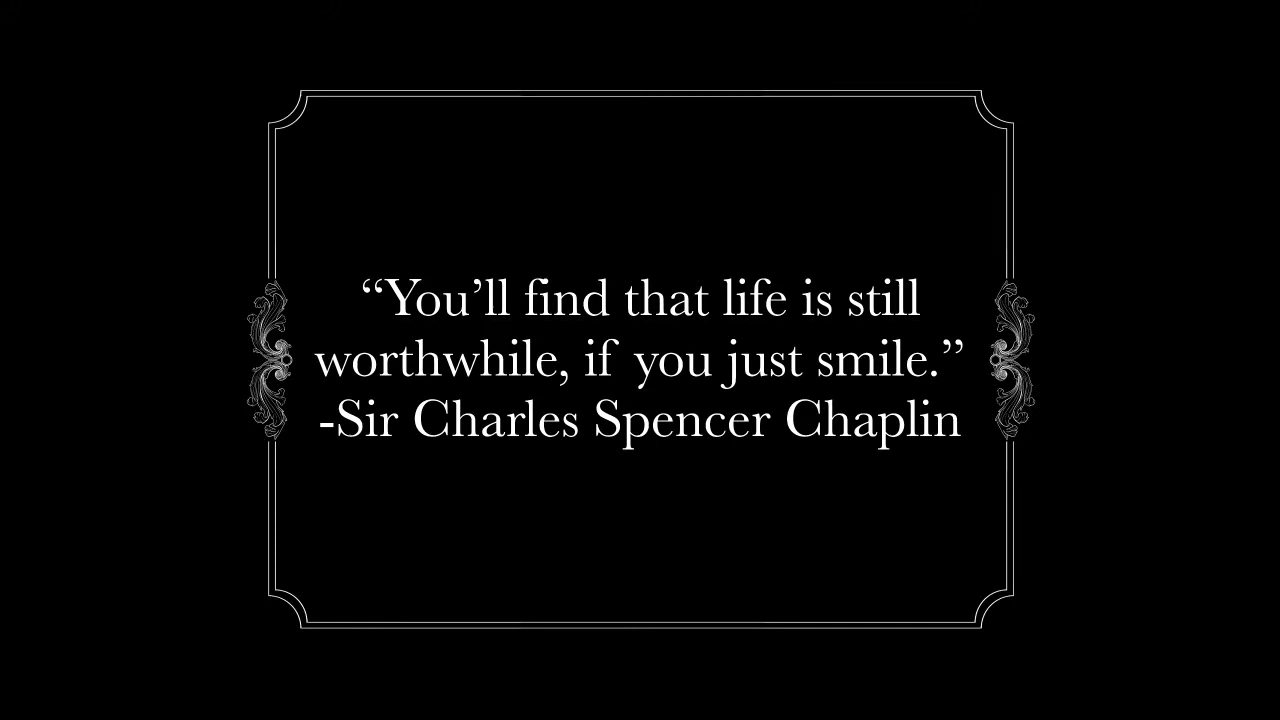 “You’ll find that life is still
worthwhile, if you just smile.”
-Sir Charles Spencer Chaplin